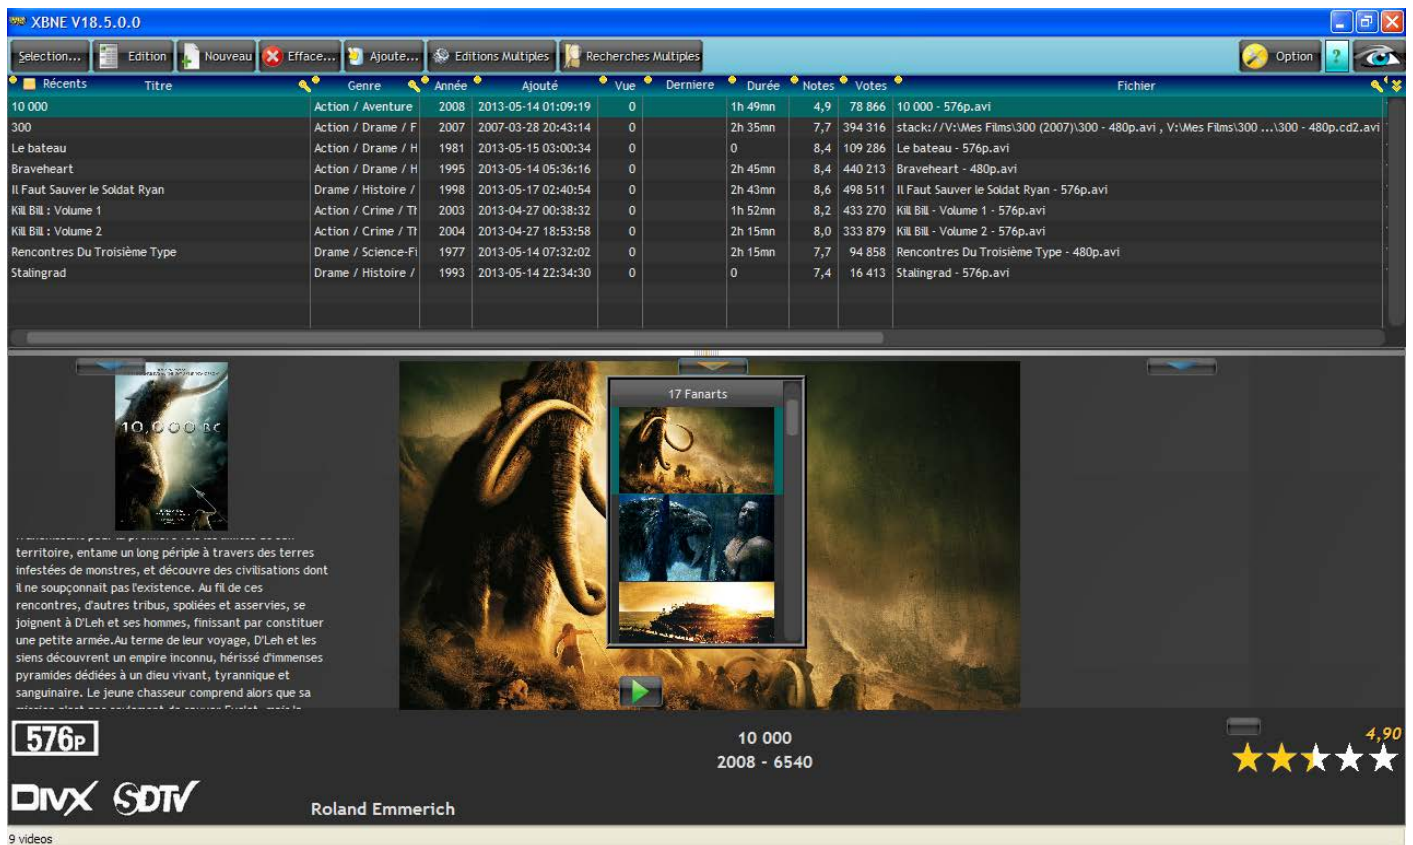 XBNE V18.5.0.0
Selection... Edition Nouveau Efface... Ajoute... Editions Multiples Recherches Multiples Option ?
Récents Titre Genre Année Ajouté Vue Derniere Durée Notes Votes Fichier
10 000 Action / Aventure 2008 2013-05-14 01:09:19 0 1h 49mn 4,9 78 866 10 000 - 576p.avi
300 Action / Drame / F 2007 2007-03-28 20:43:14 0 2h 35mn 7,7 394 316 stack://V:\Mes Films\300 (2007)\300 - 480p.avi , V:\Mes Films\300 ...\300 - 480p.cd2.avi
Le bateau Action / Drame / H 1981 2013-05-15 03:00:34 0 0 8,4 109 286 Le bateau - 576p.avi
Braveheart Action / Drame / H 1995 2013-05-14 05:36:16 0 2h 45mn 8,4 440 213 Braveheart - 480p.avi
Il Faut Sauver le Soldat Ryan Drame / Histoire / 1998 2013-05-17 02:40:54 0 2h 43mn 8,6 498 511 Il Faut Sauver le Soldat Ryan - 576p.avi
Kill Bill : Volume 1 Action / Crime / Th 2003 2013-04-27 00:38:32 0 1h 52mn 8,2 433 270 Kill Bill - Volume 1 - 576p.avi
Kill Bill : Volume 2 Action / Crime / Th 2004 2013-04-27 18:53:58 0 2h 15mn 8,0 333 879 Kill Bill - Volume 2 - 576p.avi
Rencontres Du Troisième Type Drame / Science-Fi 1977 2013-05-14 07:32:02 0 2h 15mn 7,7 94 858 Rencontres Du Troisième Type - 480p.avi
Stalingrad Drame / Histoire / 1993 2013-05-14 22:34:30 0 0 7,4 16 413 Stalingrad - 576p.avi
10,000 BC
17 Fanarts
territoire, entame un long périple à travers des terres
infestées de monstres, et découvre des civilisations dont
il ne soupçonnait pas l'existence. Au fil de ces
rencontres, d'autres tribus, spoliées et asservies, se
joignent à D'Leh et ses hommes, finissant par constituer
une petite armée.Au terme de leur voyage, D'Leh et les
siens découvrent un empire inconnu, hérissé d'immenses
pyramides dédiées à un dieu vivant, tyrannique et
sanguinaire. Le jeune chasseur comprend alors que sa
576P
10 000
4,90
2008 - 6540
DIVX SDTV
Roland Emmerich
9 videos